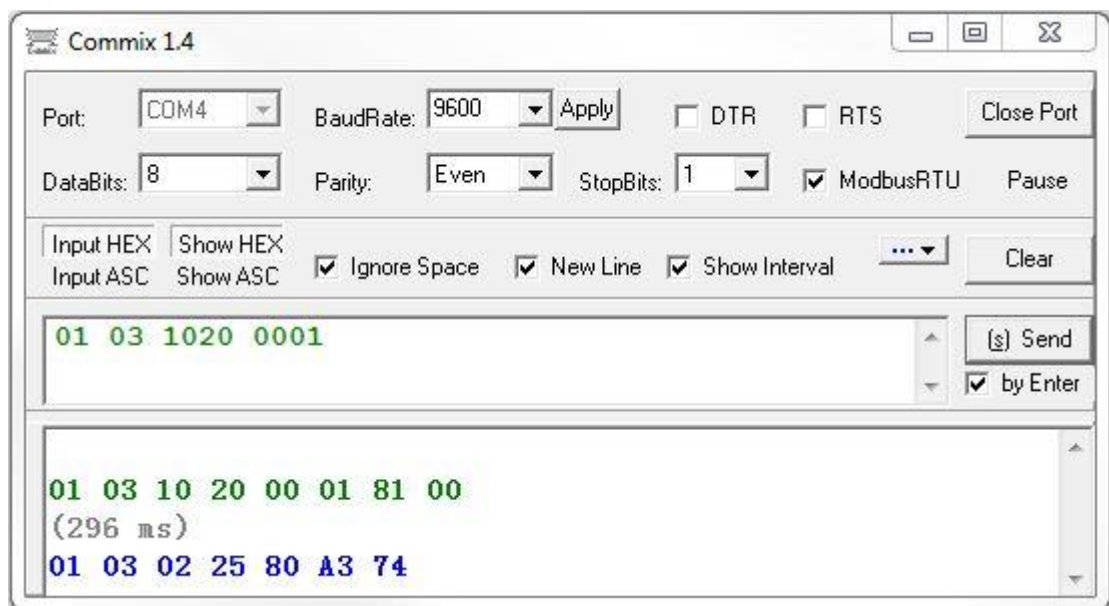 Commix 1.4
Port: COM4 BaudRate: 9600 Apply DTR RTS Close Port
DataBits: 8 Parity: Even StopBits: 1 ModbusRTU Pause
Input HEX Show HEX
Input ASC Show ASC Ignore Space New Line Show Interval ... Clear
01 03 1020 0001
(s) Send
by Enter
01 03 10 20 00 01 81 00
(296 ms)
01 03 02 25 80 A3 74